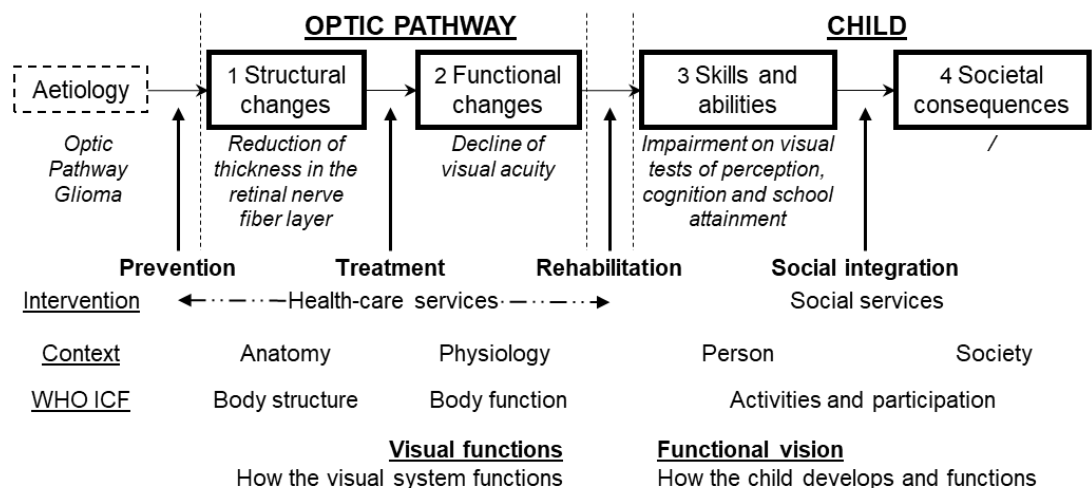 OPTIC PATHWAY
CHILD
Aetiology
1 Structural
changes
2 Functional
changes
3 Skills and
abilities
4 Societal
consequences
Optic
Pathway
Glioma
Reduction of
thickness in the
retinal nerve
fiber layer
Decline of
visual acuity
Impairment on visual
tests of perception,
cognition and school
attainment
/
Prevention
Treatment
Rehabilitation
Social integration
Intervention
Health-care services
Social services
Context
Anatomy
Physiology
Person
Society
WHO ICF
Body structure
Body function
Activities and participation
Visual functions
How the visual system functions
Functional vision
How the child develops and functions